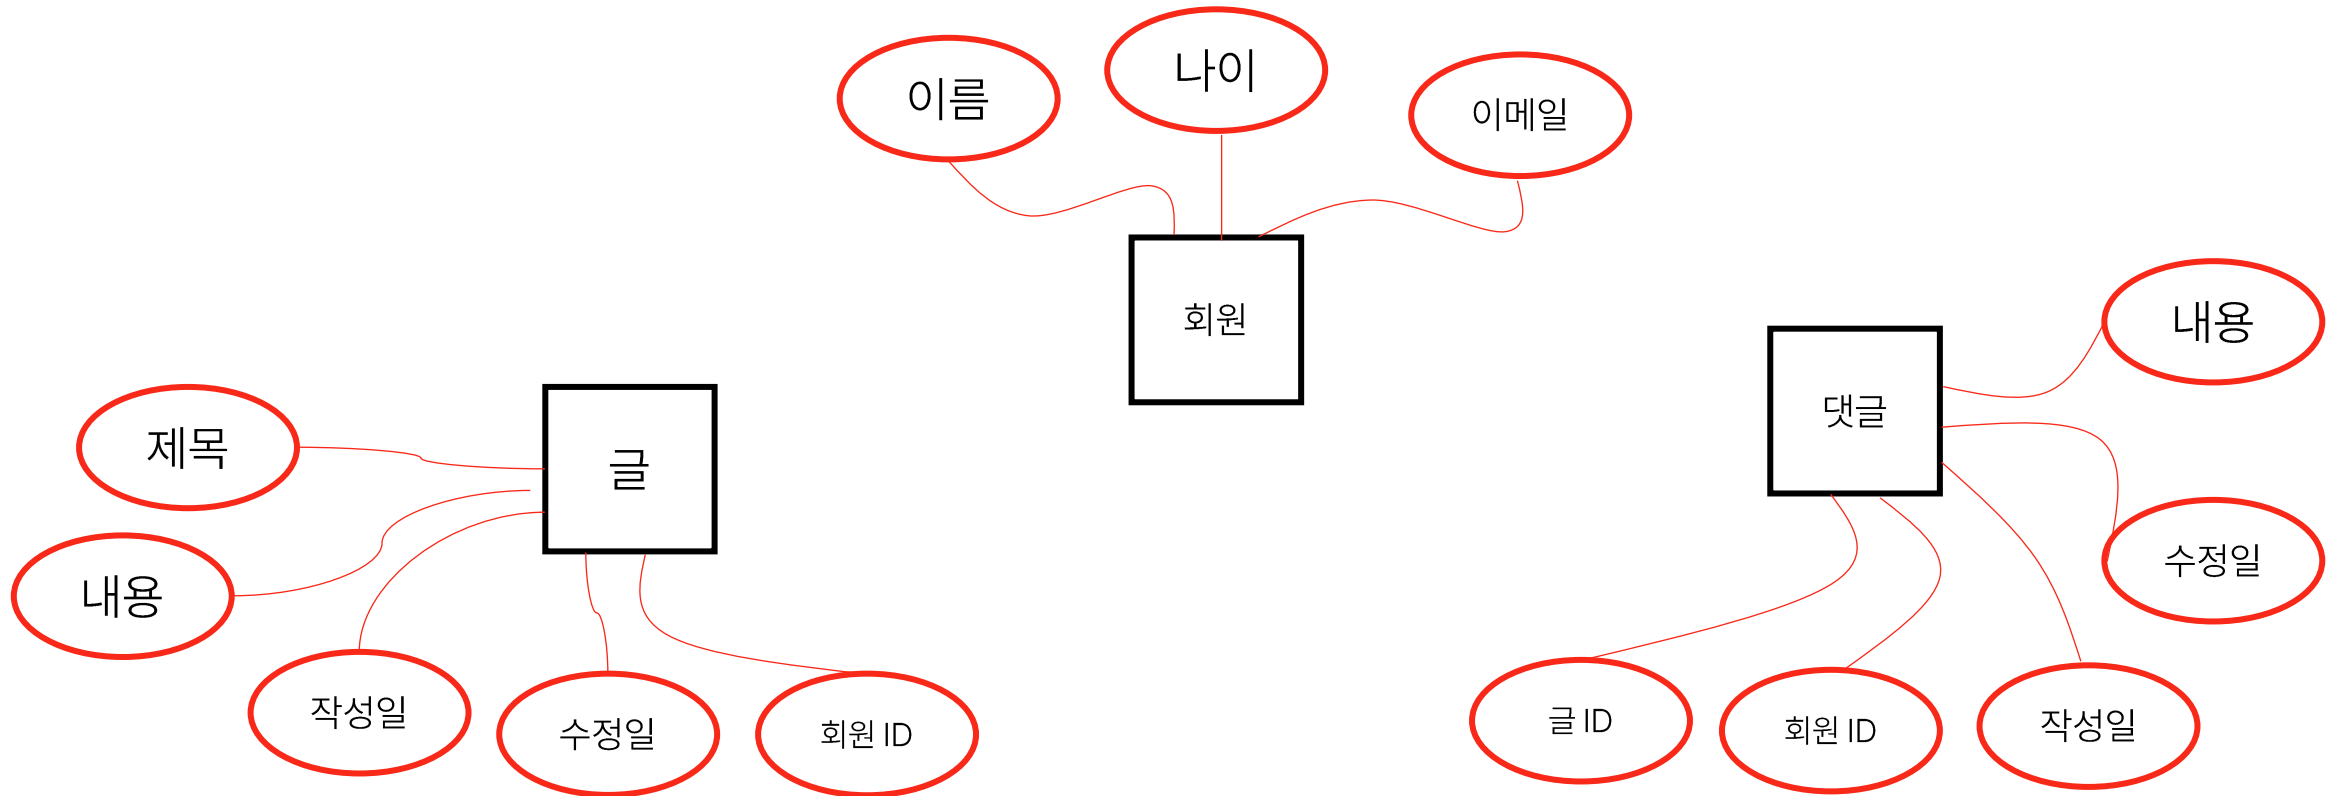 이름
나이
이메일
회원
내용
댓글
제목
글
수정일
내용
작성일
수정일
회원 ID
글 ID
회원 ID
작성일